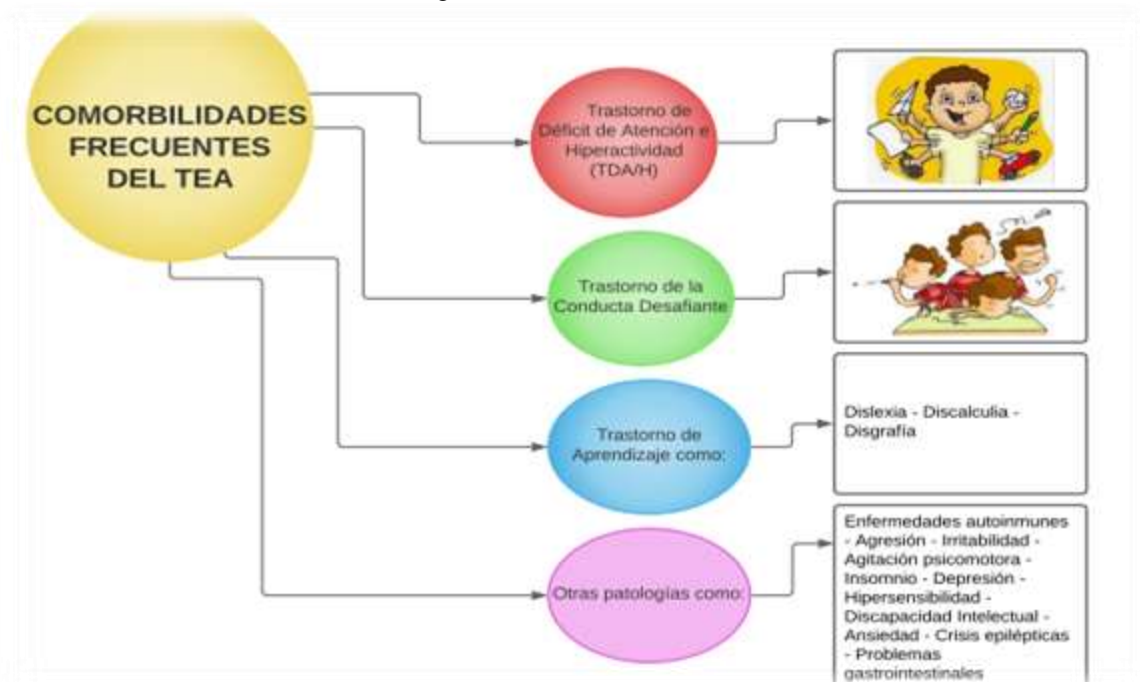 COMORBILIDADES
FRECUENTES
DEL TEA
Trastorno de
Déficit de Atención e
Hiperactividad
(TDA/H)
Trastorno de la
Conducta Desafiante
Trastorno de
Aprendizaje como:
Dislexia - Discalculia -
Disgrafía
Otras patologías como:
Enfermedades autoinmunes
- Agresión - Irritabilidad -
Agitación psicomotora -
Insomnio - Depresión -
Hipersensibilidad -
Discapacidad Intelectual -
Ansiedad - Crisis epilépticas
- Problemas
gastrointestinales